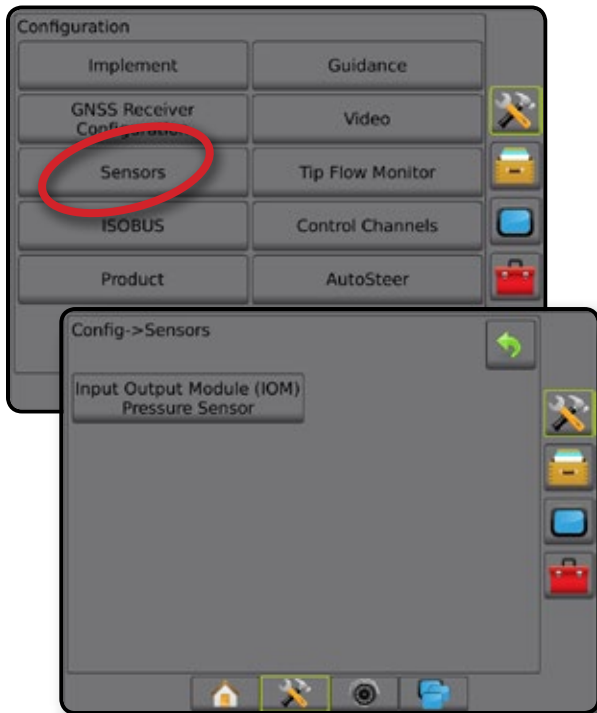 Configuration
Implement
Guidance
GNSS Receiver
Configuration
Video
Sensors
Tip Flow Monitor
ISOBUS
Control Channels
Product
AutoSteer
Config->Sensors
Input Output Module (IOM)
Pressure Sensor